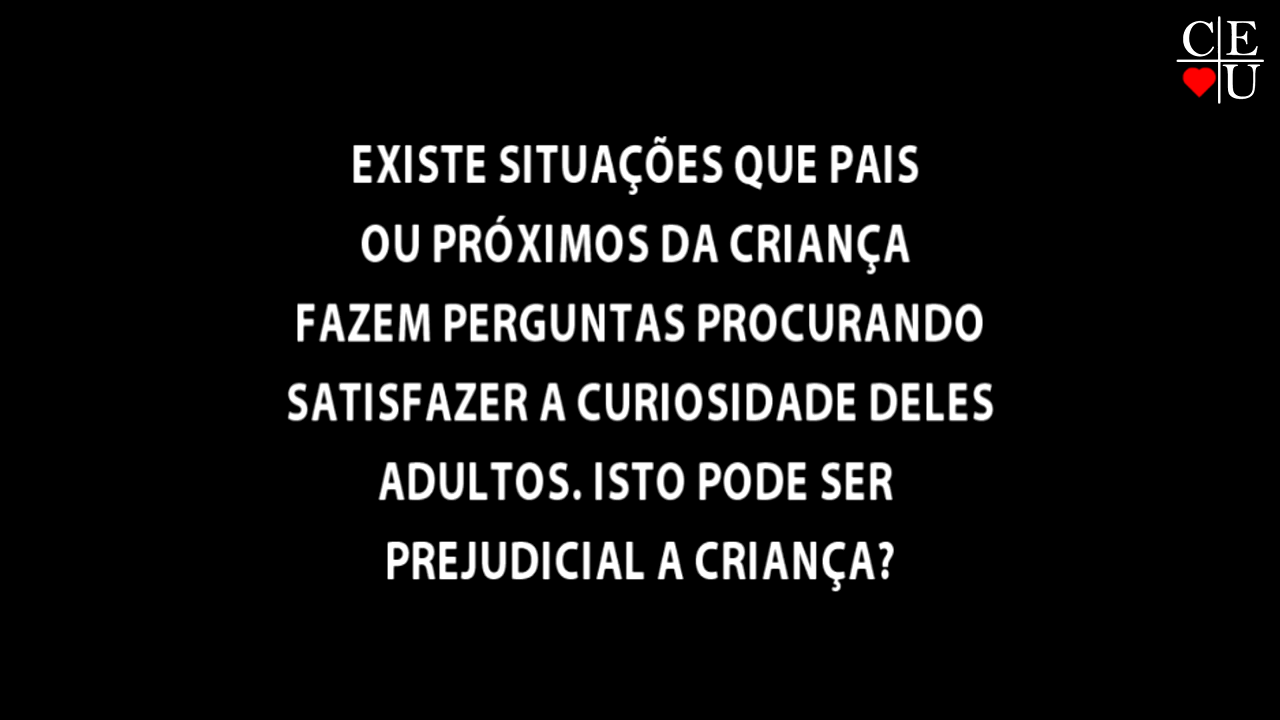 CE
U
EXISTE SITUAÇÕES QUE PAIS
OU PRÓXIMOS DA CRIANÇA
FAZEM PERGUNTAS PROCURANDO
SATISFAZER A CURIOSIDADE DELES
ADULTOS. ISTO PODE SER
PREJUDICIAL A CRIANÇA?